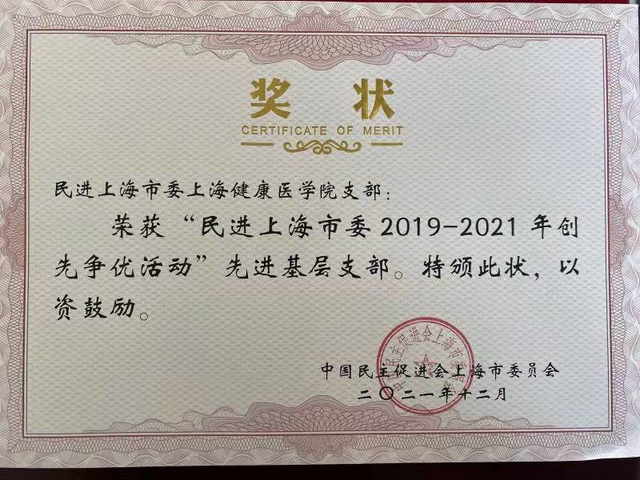 奖 状
CERTIFICATE OF MERIT
民进上海市委上海健康医学院支部：
荣获“民进上海市委2019-2021年创
先争优活动”先进基层支部。特颁此状，以
资鼓励。
中国民主促进会上海市委员会
二〇二一年十二月